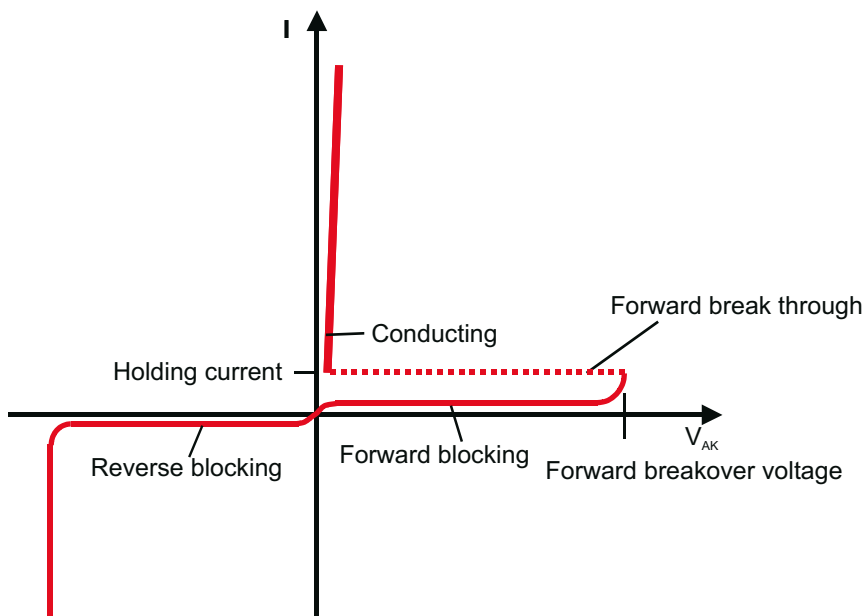 I
Forward break through
Conducting
Holding current
V_AK
Forward blocking
Reverse blocking
Forward breakover voltage